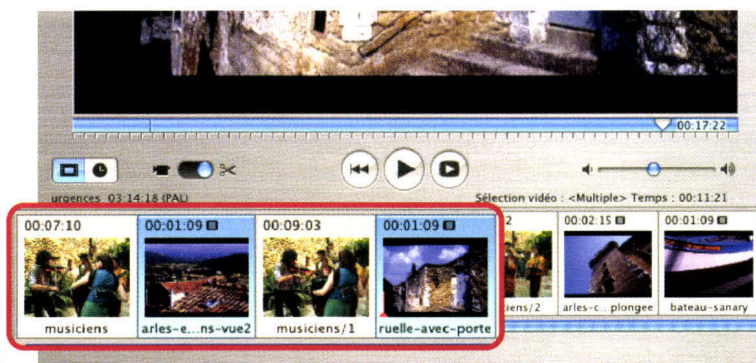 00:17:22
urgences 03:14:18 (PAL)
Sélection vidéo : <Multiple> Temps : 00:11:21
00:07:10
00:01:09
00:09:03
00:01:09
2
00:02:15
00:01:09
musiciens
arles-e...ns-vue2
musiciens/1
ruelle-avec-porte
iens/2
arles-c...plongee
bateau-sanary